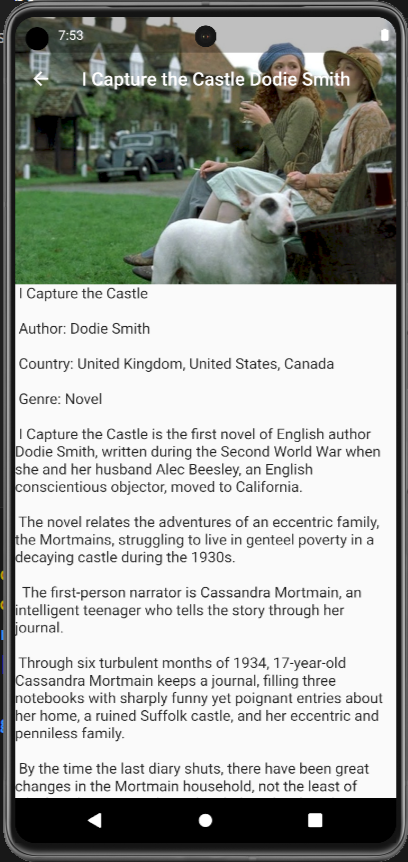 7:53
I Capture the Castle Dodie Smith
I Capture the Castle
Author: Dodie Smith
Country: United Kingdom, United States, Canada
Genre: Novel
I Capture the Castle is the first novel of English author
Dodie Smith, written during the Second World War when
she and her husband Alec Beesley, an English
conscientious objector, moved to California.
The novel relates the adventures of an eccentric family,
the Mortmains, struggling to live in genteel poverty in a
decaying castle during the 1930s.
The first-person narrator is Cassandra Mortmain, an
intelligent teenager who tells the story through her
journal.
Through six turbulent months of 1934, 17-year-old
Cassandra Mortmain keeps a journal, filling three
notebooks with sharply funny yet poignant entries about
her home, a ruined Suffolk castle, and her eccentric and
penniless family.
By the time the last diary shuts, there have been great
changes in the Mortmain household, not the least of